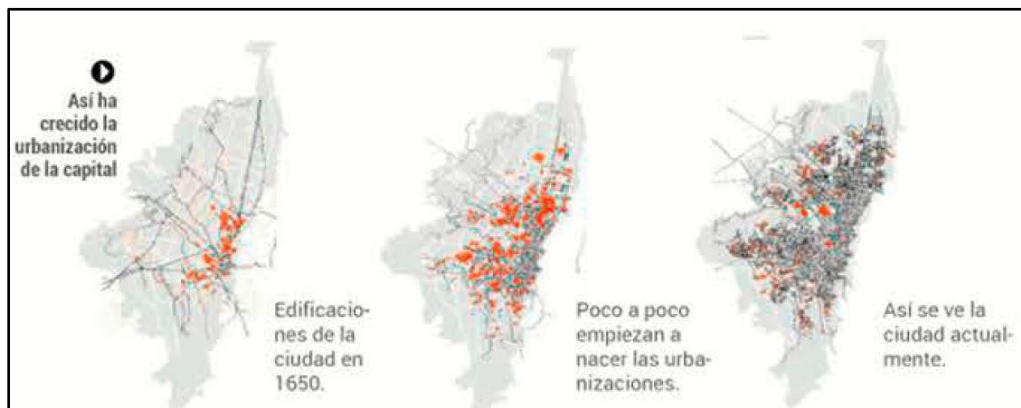 Así ha
crecido la
urbanización
de la capital
Edificacio-
nes de la
ciudad en
1650.
Poco a poco
empiezan a
nacer las urba-
nizaciones.
Así se ve la
ciudad actual-
mente.